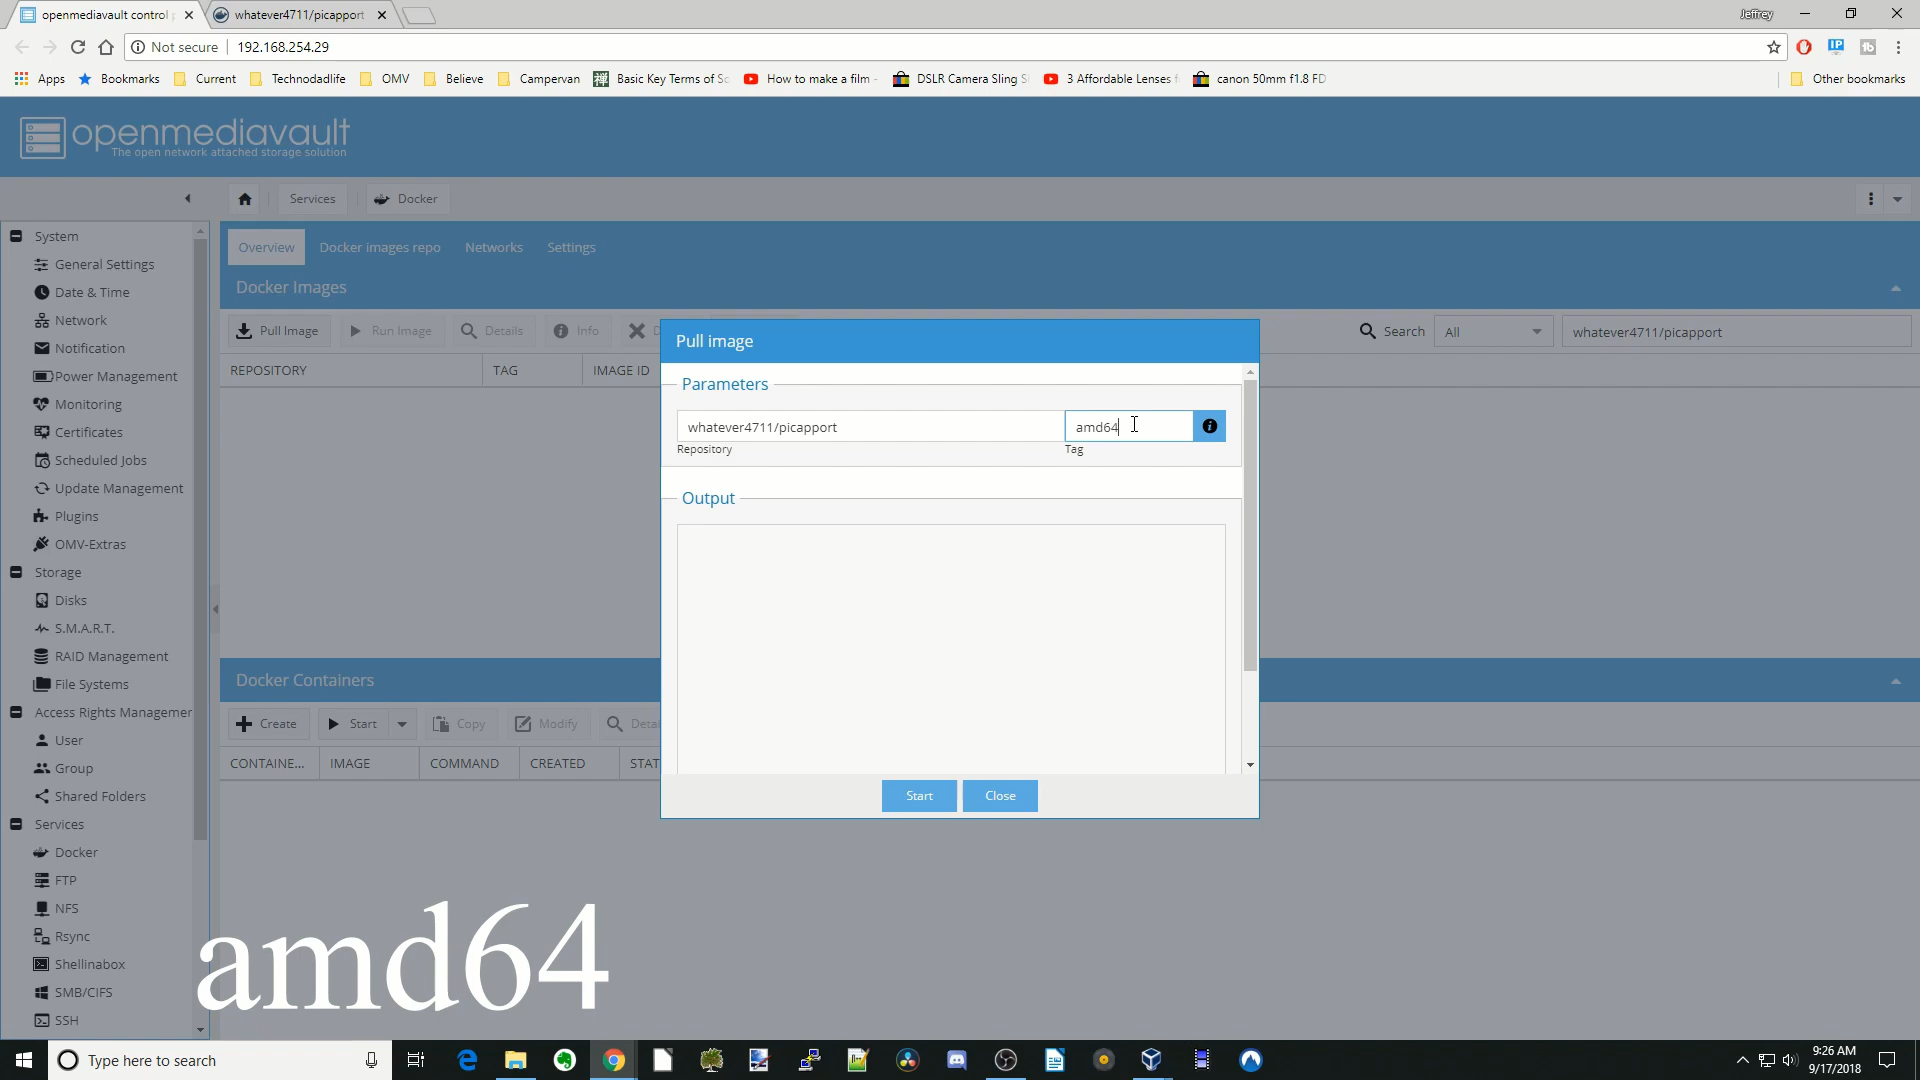 openmediavault control
whatever4711/picapport
Jeffrey
Not secure
192.168.254.29
Apps
Bookmarks
Current
Technodadlife
OMV
Believe
Campervan
Basic Key Terms of Sc
How to make a film -
DSLR Camera Sling S
3 Affordable Lenses f
canon 50mm f1.8 FD
Other bookmarks
openmediavault
The open network attached storage solution
Services
Docker
System
General Settings
Date & Time
Network
Notification
Power Management
Monitoring
Certificates
Scheduled Jobs
Update Management
Plugins
OMV-Extras
Storage
Disks
S.M.A.R.T.
RAID Management
File Systems
Access Rights Managemer
User
Group
Shared Folders
Services
Docker
FTP
NFS
Rsync
Shellinabox
SMB/CIFS
SSH
Overview
Docker images repo
Networks
Settings
Docker Images
Pull Image
Run Image
Details
Info
D
Search
All
whatever4711/picapport
REPOSITORY
TAG
IMAGE ID
Pull image
Parameters
whatever4711/picapport
amd64
Repository
Tag
Output
Start
Close
Docker Containers
Create
Start
Copy
Modify
Detai
CONTAINE...
IMAGE
COMMAND
CREATED
STAT
amd64
Type here to search
9:26 AM
9/17/2018